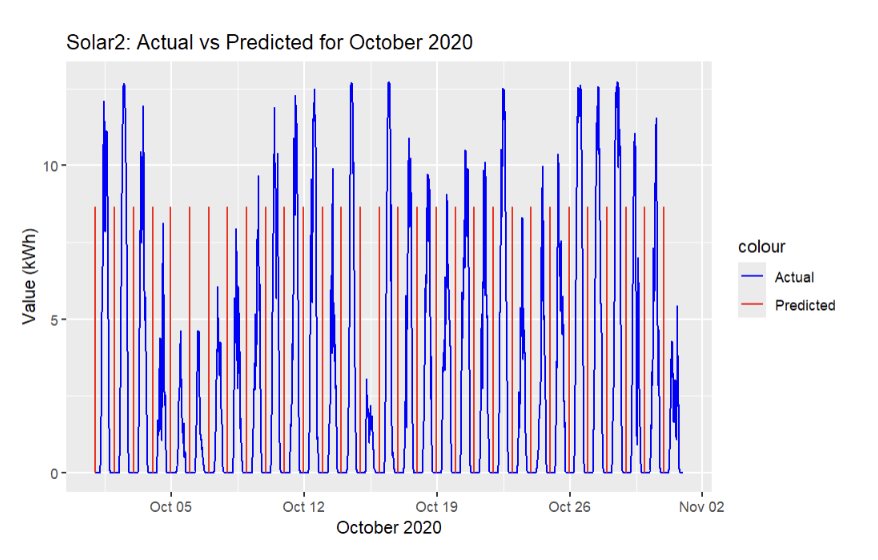 Solar2: Actual vs Predicted for October 2020
10
5
0
Value (kWh)
Oct 05
Oct 12
Oct 19
Oct 26
Nov 02
October 2020
colour
Actual
Predicted